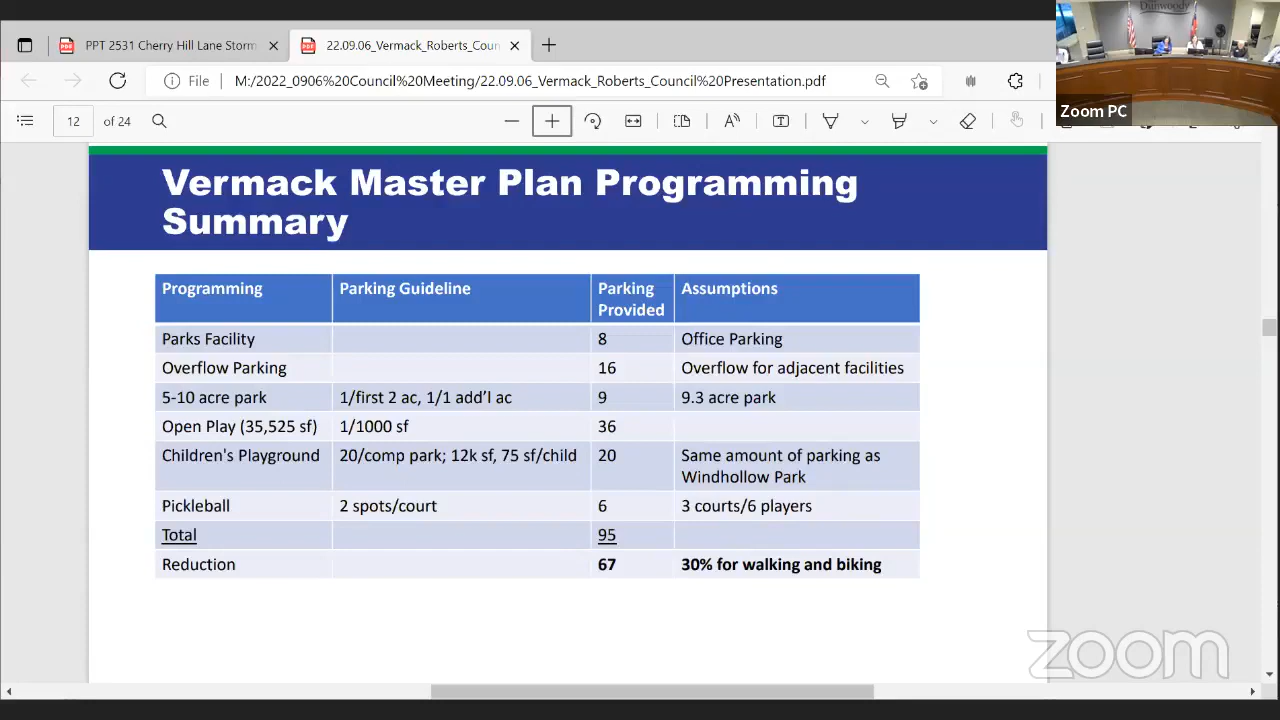 PPT 2531 Cherry Hill Lane Storm
22.09.06_Vermack_Roberts_Coun
File M:/2022_0906%20Council%20Meeting/22.09.06_Vermack_Roberts_Council%20Presentation.pdf
12 of 24
Dunwoody
Zoom PC
Vermack Master Plan Programming
Summary
Programming Parking Guideline Parking Provided Assumptions
Parks Facility 8 Office Parking
Overflow Parking 16 Overflow for adjacent facilities
5-10 acre park 1/first 2 ac, 1/1 add’l ac 9 9.3 acre park
Open Play (35,525 sf) 1/1000 sf 36
Children's Playground 20/comp park; 12k sf, 75 sf/child 20 Same amount of parking as
Windhollow Park
Pickleball 2 spots/court 6 3 courts/6 players
Total 95
Reduction 67 30% for walking and biking
zoom